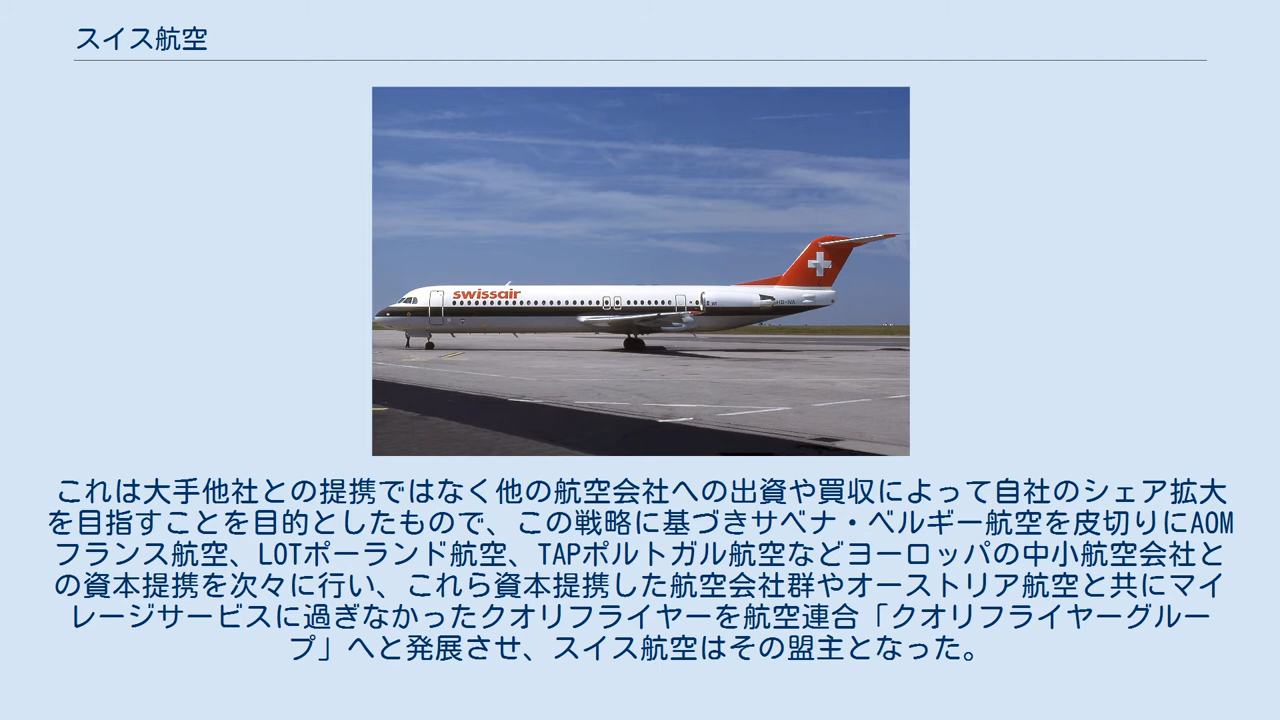 スイス航空
swissair
これは大手他社との提携ではなく他の航空会社への出資や買収によって自社のシェア拡大
を目指すことを目的としたもので、この戦略に基づきサベナ・ベルギー航空を皮切りにAOM
フランス航空、LOTポーランド航空、TAPポルトガル航空などヨーロッパの中小航空会社と
の資本提携を次々に行い、これら資本提携した航空会社群やオーストリア航空と共にマイ
レージサービスに過ぎなかったクオリフライヤーを航空連合「クオリフライヤーグルー
プ」へと発展させ、スイス航空はその盟主となった。